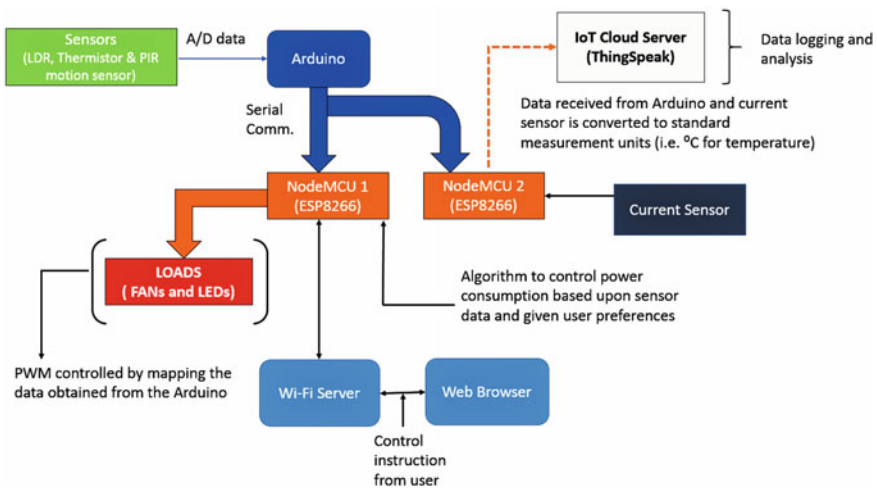 Sensors
(LDR, Thermistor & PIR
motion sensor)
A/D data
Arduino
IoT Cloud Server
(ThingSpeak)
Data logging and
analysis
Serial
Comm.
Data received from Arduino and current
sensor is converted to standard
measurement units (i.e. ⁰C for temperature)
NodeMCU 1
(ESP8266)
NodeMCU 2
(ESP8266)
Current Sensor
LOADS
( FANs and LEDs)
Algorithm to control power
consumption based upon sensor
data and given user preferences
PWM controlled by mapping the
data obtained from the Arduino
Wi-Fi Server
Web Browser
Control
instruction
from user